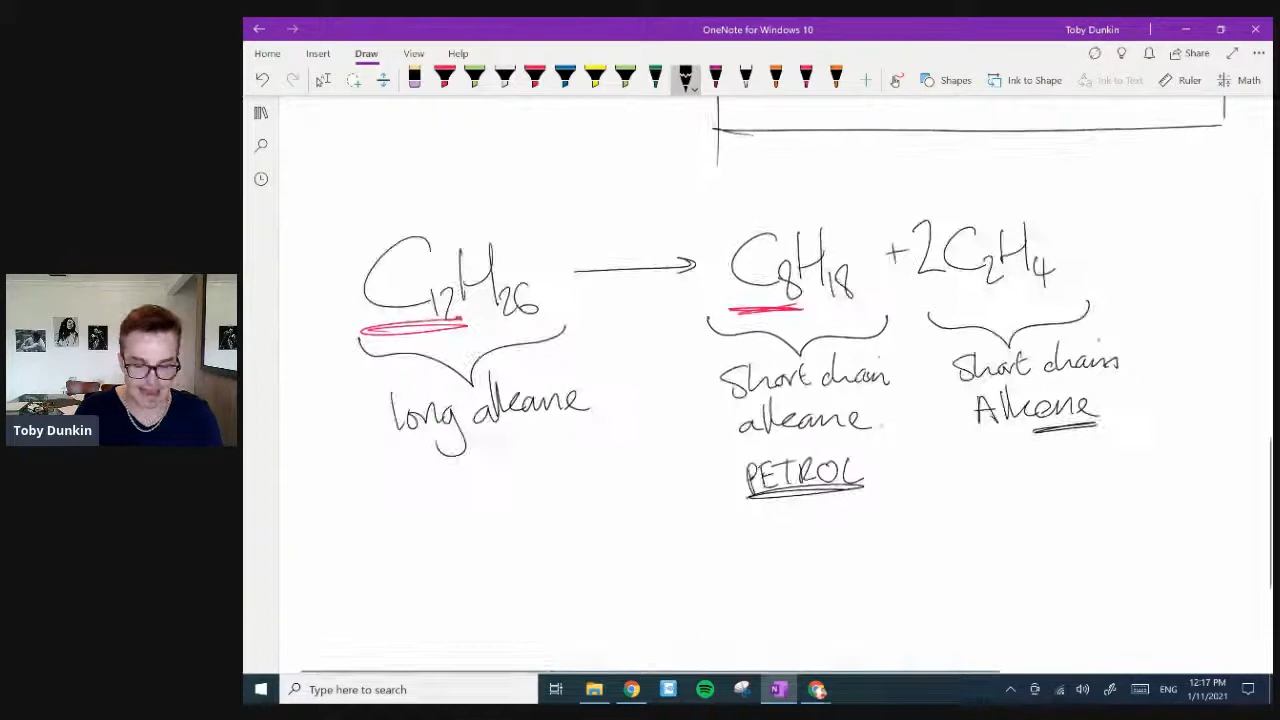 OneNote for Windows 10
Toby Dunkin
Home Insert Draw View Help
Share
Shapes Ink to Shape Ink to Text Ruler Math
C12H26 → C8H18 + 2C2H4
long alkane
Short chain
alkane
PETROL
Short chains
Alkene
Toby Dunkin
Type here to search
ENG
12:17 PM
1/11/2021